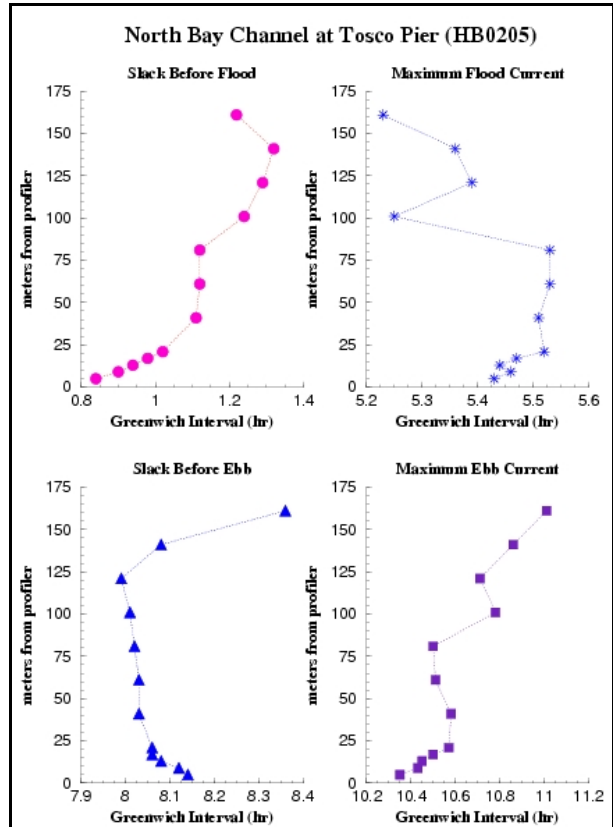 North Bay Channel at Tosco Pier (HB0205)
Slack Before Flood
meters from profiler
175
150
125
100
75
50
25
0
0.8 1 1.2 1.4
Greenwich Interval (hr)
Maximum Flood Current
meters from profiler
175
150
125
100
75
50
25
0
5.2 5.3 5.4 5.5 5.6
Greenwich Interval (hr)
Slack Before Ebb
meters from profiler
175
150
125
100
75
50
25
0
7.9 8 8.1 8.2 8.3 8.4
Greenwich Interval (hr)
Maximum Ebb Current
meters from profiler
175
150
125
100
75
50
25
0
10.2 10.4 10.6 10.8 11 11.2
Greenwich Interval (hr)